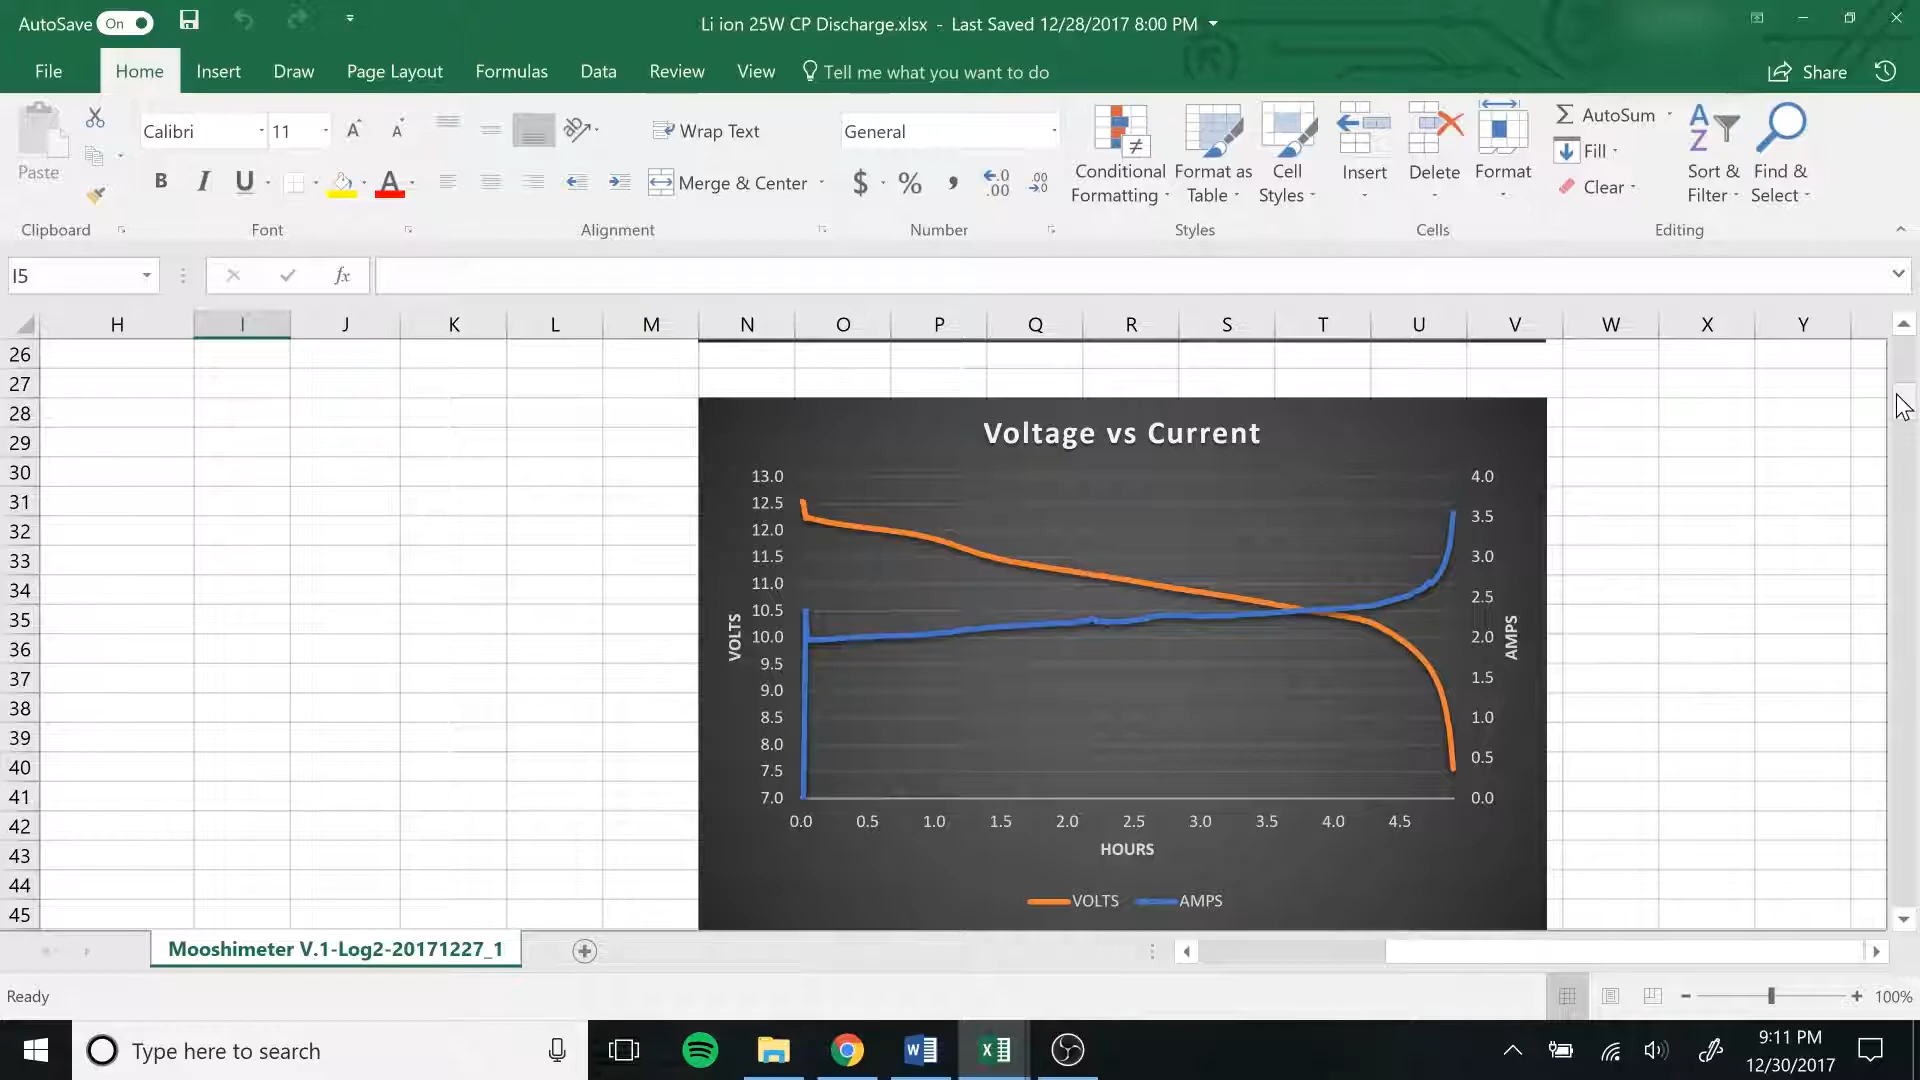 AutoSave On
Li ion 25W CP Discharge.xlsx - Last Saved 12/28/2017 8:00 PM
File Home Insert Draw Page Layout Formulas Data Review View Tell me what you want to do Share
Paste
Calibri 11 A A
Wrap Text
General
B I U A
Merge & Center
$ % , .0 .00 .00 .0
Conditional Formatting
Format as Table
Cell Styles
Insert
Delete
Format
AutoSum
Fill
Clear
Sort & Filter
Find & Select
Clipboard Font Alignment Number Styles Cells Editing
I5 fx
H I J K L M N O P Q R S T U V W X Y
26
27
28
29
30
31
32
33
34
35
36
37
38
39
40
41
42
43
44
45
Voltage vs Current
13.0
12.5
12.0
11.5
11.0
10.5
10.0
9.5
9.0
8.5
8.0
7.5
7.0
VOLTS
4.0
3.5
3.0
2.5
2.0
1.5
1.0
0.5
0.0
AMPS
0.0 0.5 1.0 1.5 2.0 2.5 3.0 3.5 4.0 4.5
HOURS
VOLTS AMPS
Mooshimeter V.1-Log2-20171227_1
Ready
100%
Type here to search
9:11 PM
12/30/2017